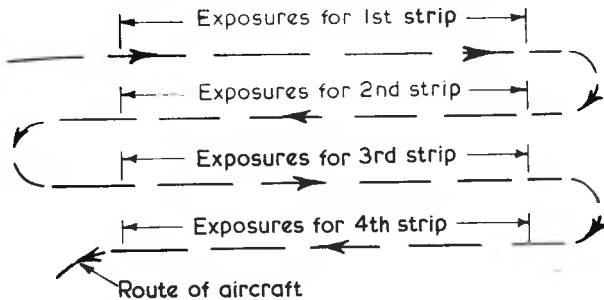 Exposures for 1st strip
Exposures for 2nd strip
Exposures for 3rd strip
Exposures for 4th strip
Route of aircraft